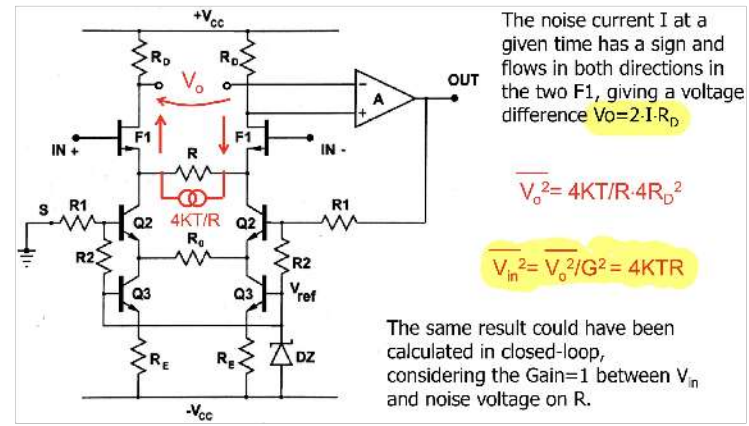 +Vcc
RD
RD
Vo
−
A
OUT
+
F1
F1
IN +
IN -
R
S
R1
4KT/R
R1
Q2
Q2
R2
R0
R2
Q3
Q3
Vref
RE
RE
DZ
-Vcc
The noise current I at a
given time has a sign and
flows in both directions in
the two F1, giving a voltage
difference Vo=2·I·RD
Vo²= 4KT/R·4RD²
Vin²= Vo²/G² = 4KTR
The same result could have been
calculated in closed-loop,
considering the Gain=1 between Vin
and noise voltage on R.